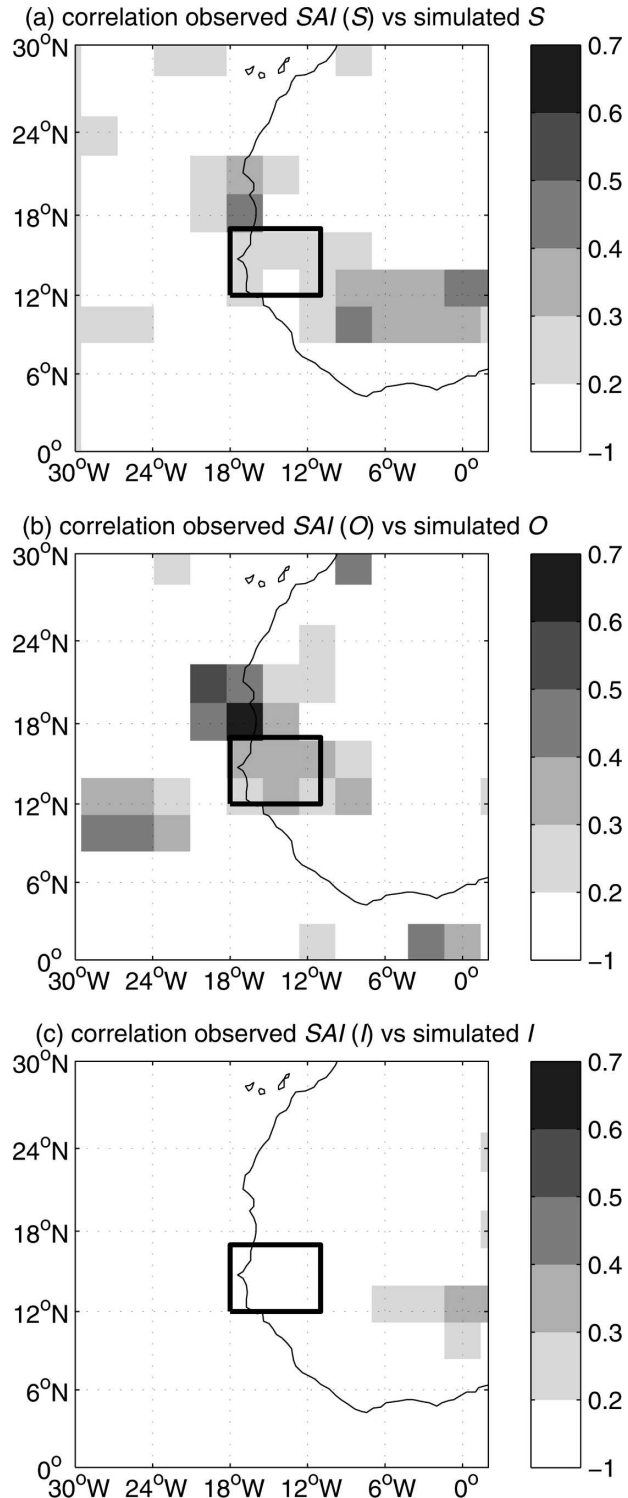 (a) correlation observed SAI (S) vs simulated S
30°N
24°N
18°N
12°N
6°N
0°
30°W 24°W 18°W 12°W 6°W 0°
0.7
0.6
0.5
0.4
0.3
0.2
−1
(b) correlation observed SAI (O) vs simulated O
30°N
24°N
18°N
12°N
6°N
0°
30°W 24°W 18°W 12°W 6°W 0°
0.7
0.6
0.5
0.4
0.3
0.2
−1
(c) correlation observed SAI (I) vs simulated I
30°N
24°N
18°N
12°N
6°N
0°
30°W 24°W 18°W 12°W 6°W 0°
0.7
0.6
0.5
0.4
0.3
0.2
−1